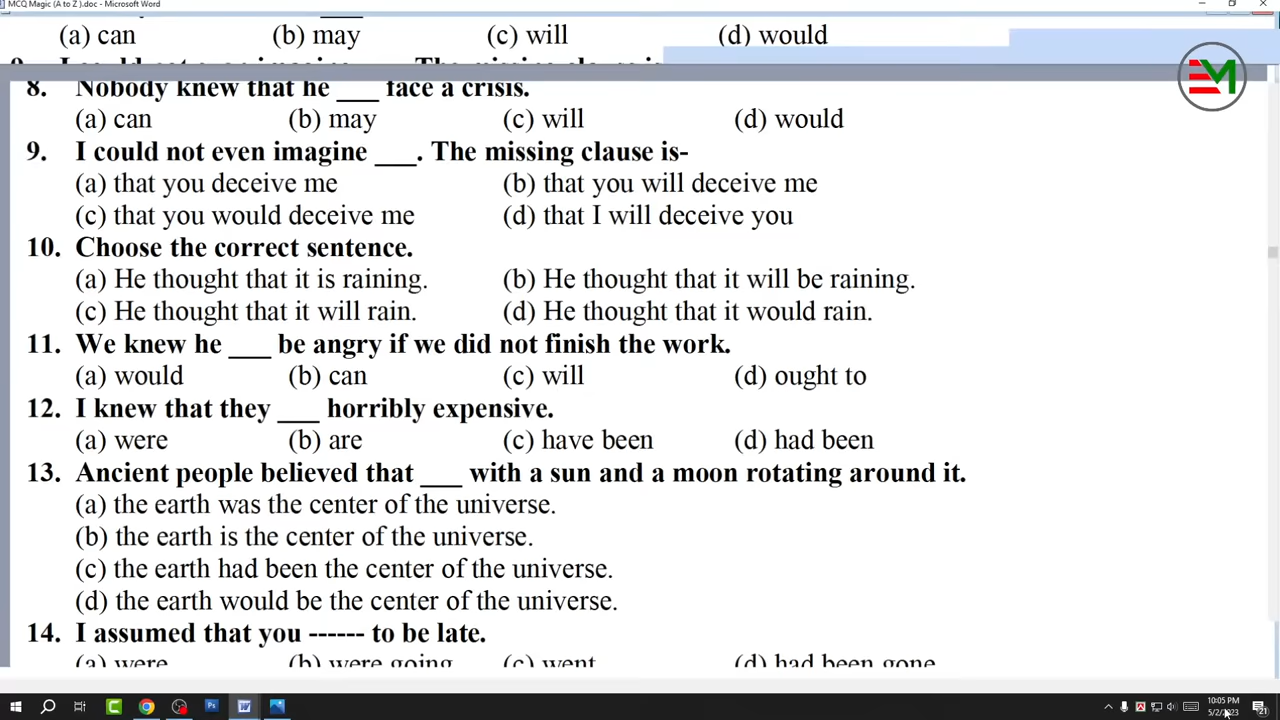 MCQ Magic (A to Z ).doc - Microsoft Word
(a) can (b) may (c) will (d) would
8. Nobody knew that he ___ face a crisis.
(a) can (b) may (c) will (d) would
9. I could not even imagine ___. The missing clause is-
(a) that you deceive me (b) that you will deceive me
(c) that you would deceive me (d) that I will deceive you
10. Choose the correct sentence.
(a) He thought that it is raining. (b) He thought that it will be raining.
(c) He thought that it will rain. (d) He thought that it would rain.
11. We knew he ___ be angry if we did not finish the work.
(a) would (b) can (c) will (d) ought to
12. I knew that they ___ horribly expensive.
(a) were (b) are (c) have been (d) had been
13. Ancient people believed that ___ with a sun and a moon rotating around it.
(a) the earth was the center of the universe.
(b) the earth is the center of the universe.
(c) the earth had been the center of the universe.
(d) the earth would be the center of the universe.
14. I assumed that you ------ to be late.
(a) were (b) were going (c) went (d) had been gone
10:05 PM
5/2/2023